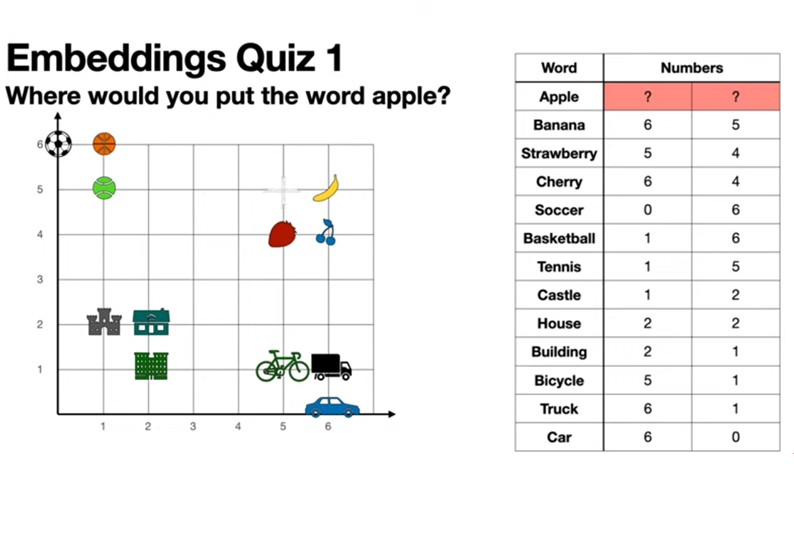 Embeddings Quiz 1
Where would you put the word apple?
6
5
4
3
2
1
1 2 3 4 5 6
Word Numbers
Apple ? ?
Banana 6 5
Strawberry 5 4
Cherry 6 4
Soccer 0 6
Basketball 1 6
Tennis 1 5
Castle 1 2
House 2 2
Building 2 1
Bicycle 5 1
Truck 6 1
Car 6 0